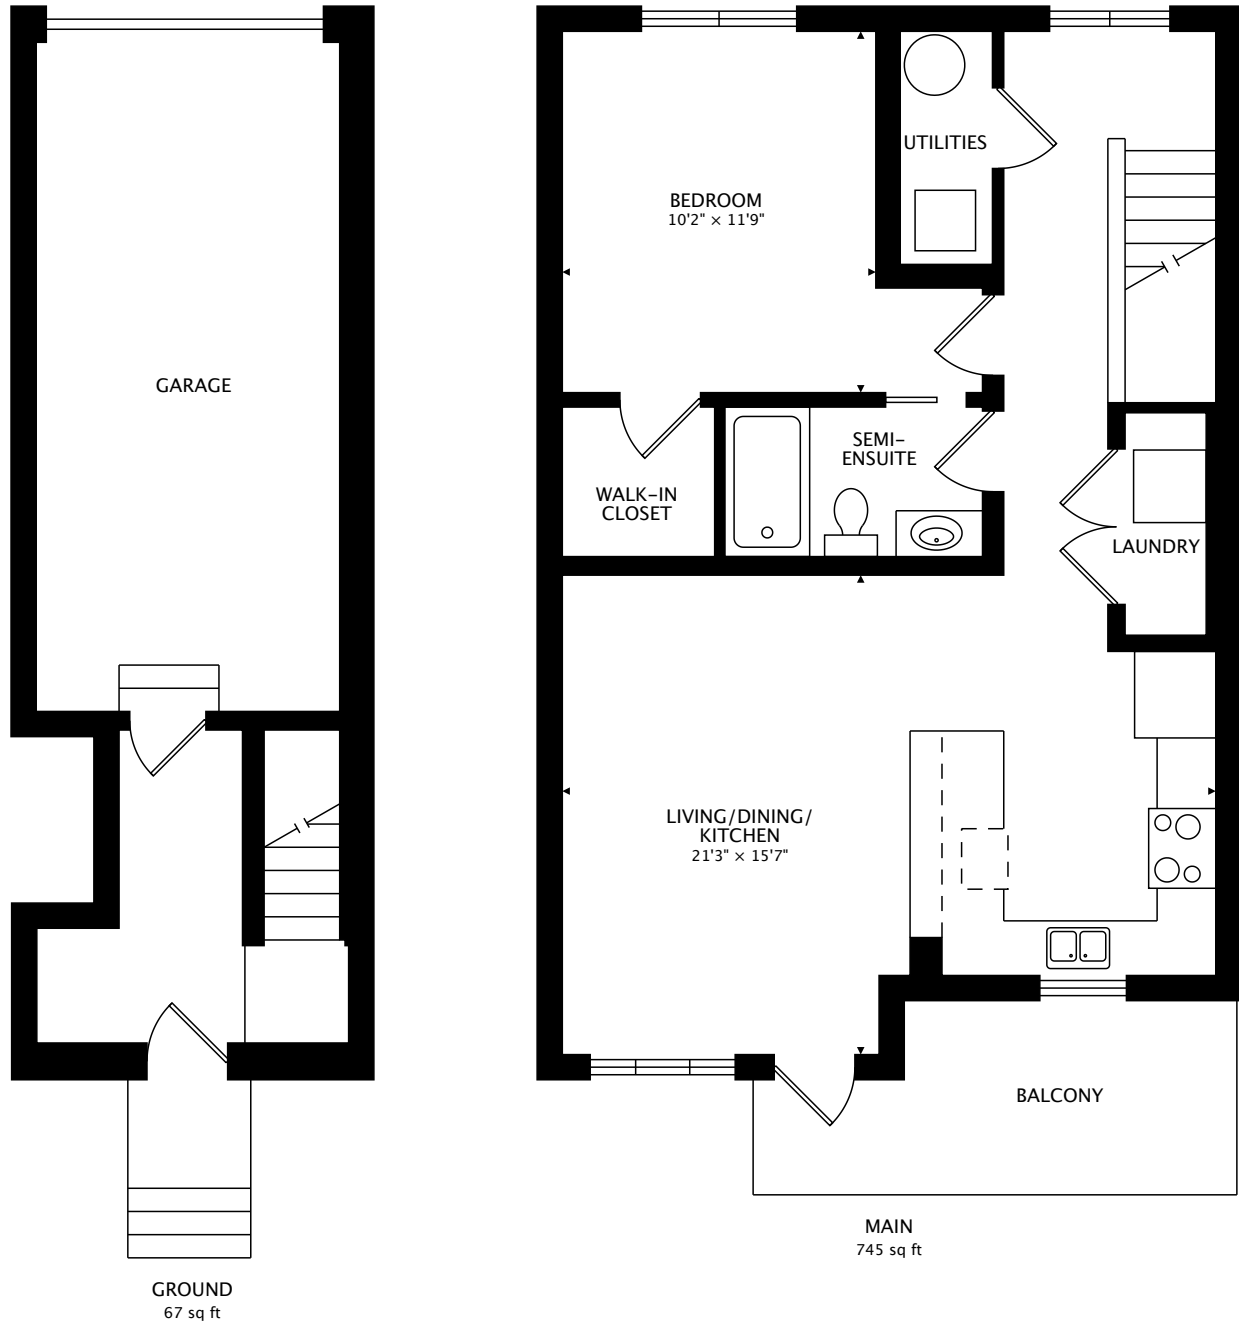 GARAGE
GROUND
67 sq ft
UTILITIES
BEDROOM
10'2" × 11'9"
SEMI-
ENSUITE
WALK-IN
CLOSET
LAUNDRY
LIVING/DINING/
KITCHEN
21'3" × 15'7"
BALCONY
MAIN
745 sq ft